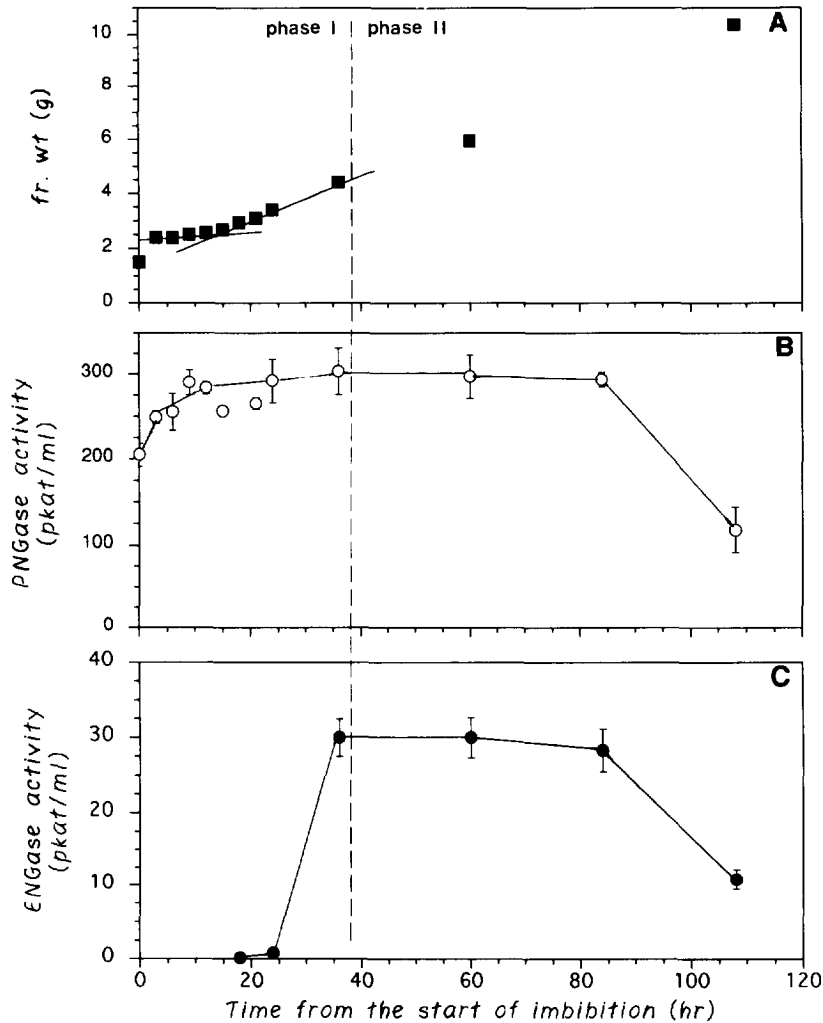 phase I phase II
A
fr. wt (g)
10
8
6
4
2
0
B
PNGase activity
(pkat/ml)
300
200
100
0
C
ENGase activity
(pkat/ml)
40
30
20
10
0
0 20 40 60 80 100 120
Time from the start of imbibition (hr)